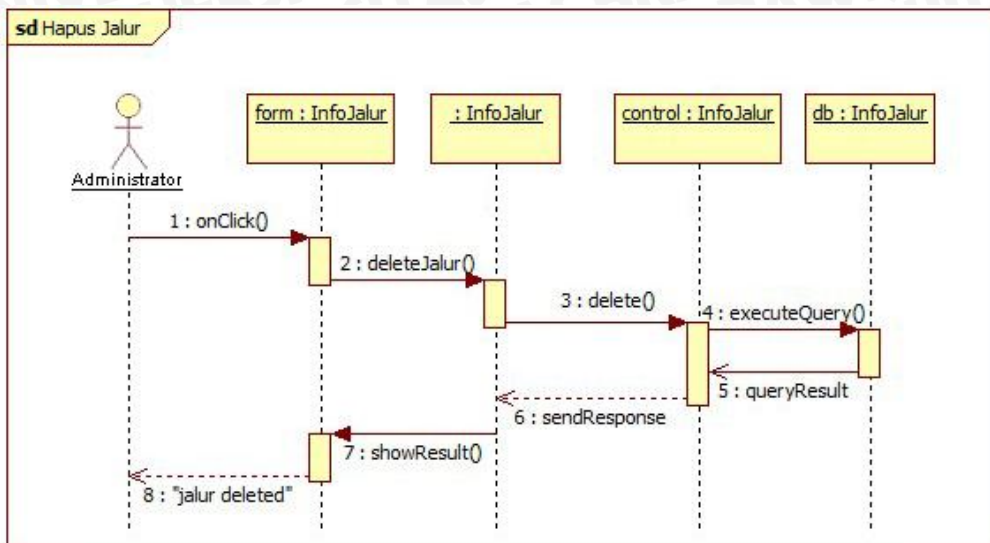 sd Hapus Jalur
Administrator
form : InfoJalur
: InfoJalur
control : InfoJalur
db : InfoJalur
1 : onClick()
2 : deleteJalur()
3 : delete()
4 : executeQuery()
5 : queryResult
6 : sendResponse
7 : showResult()
8 : "jalur deleted"